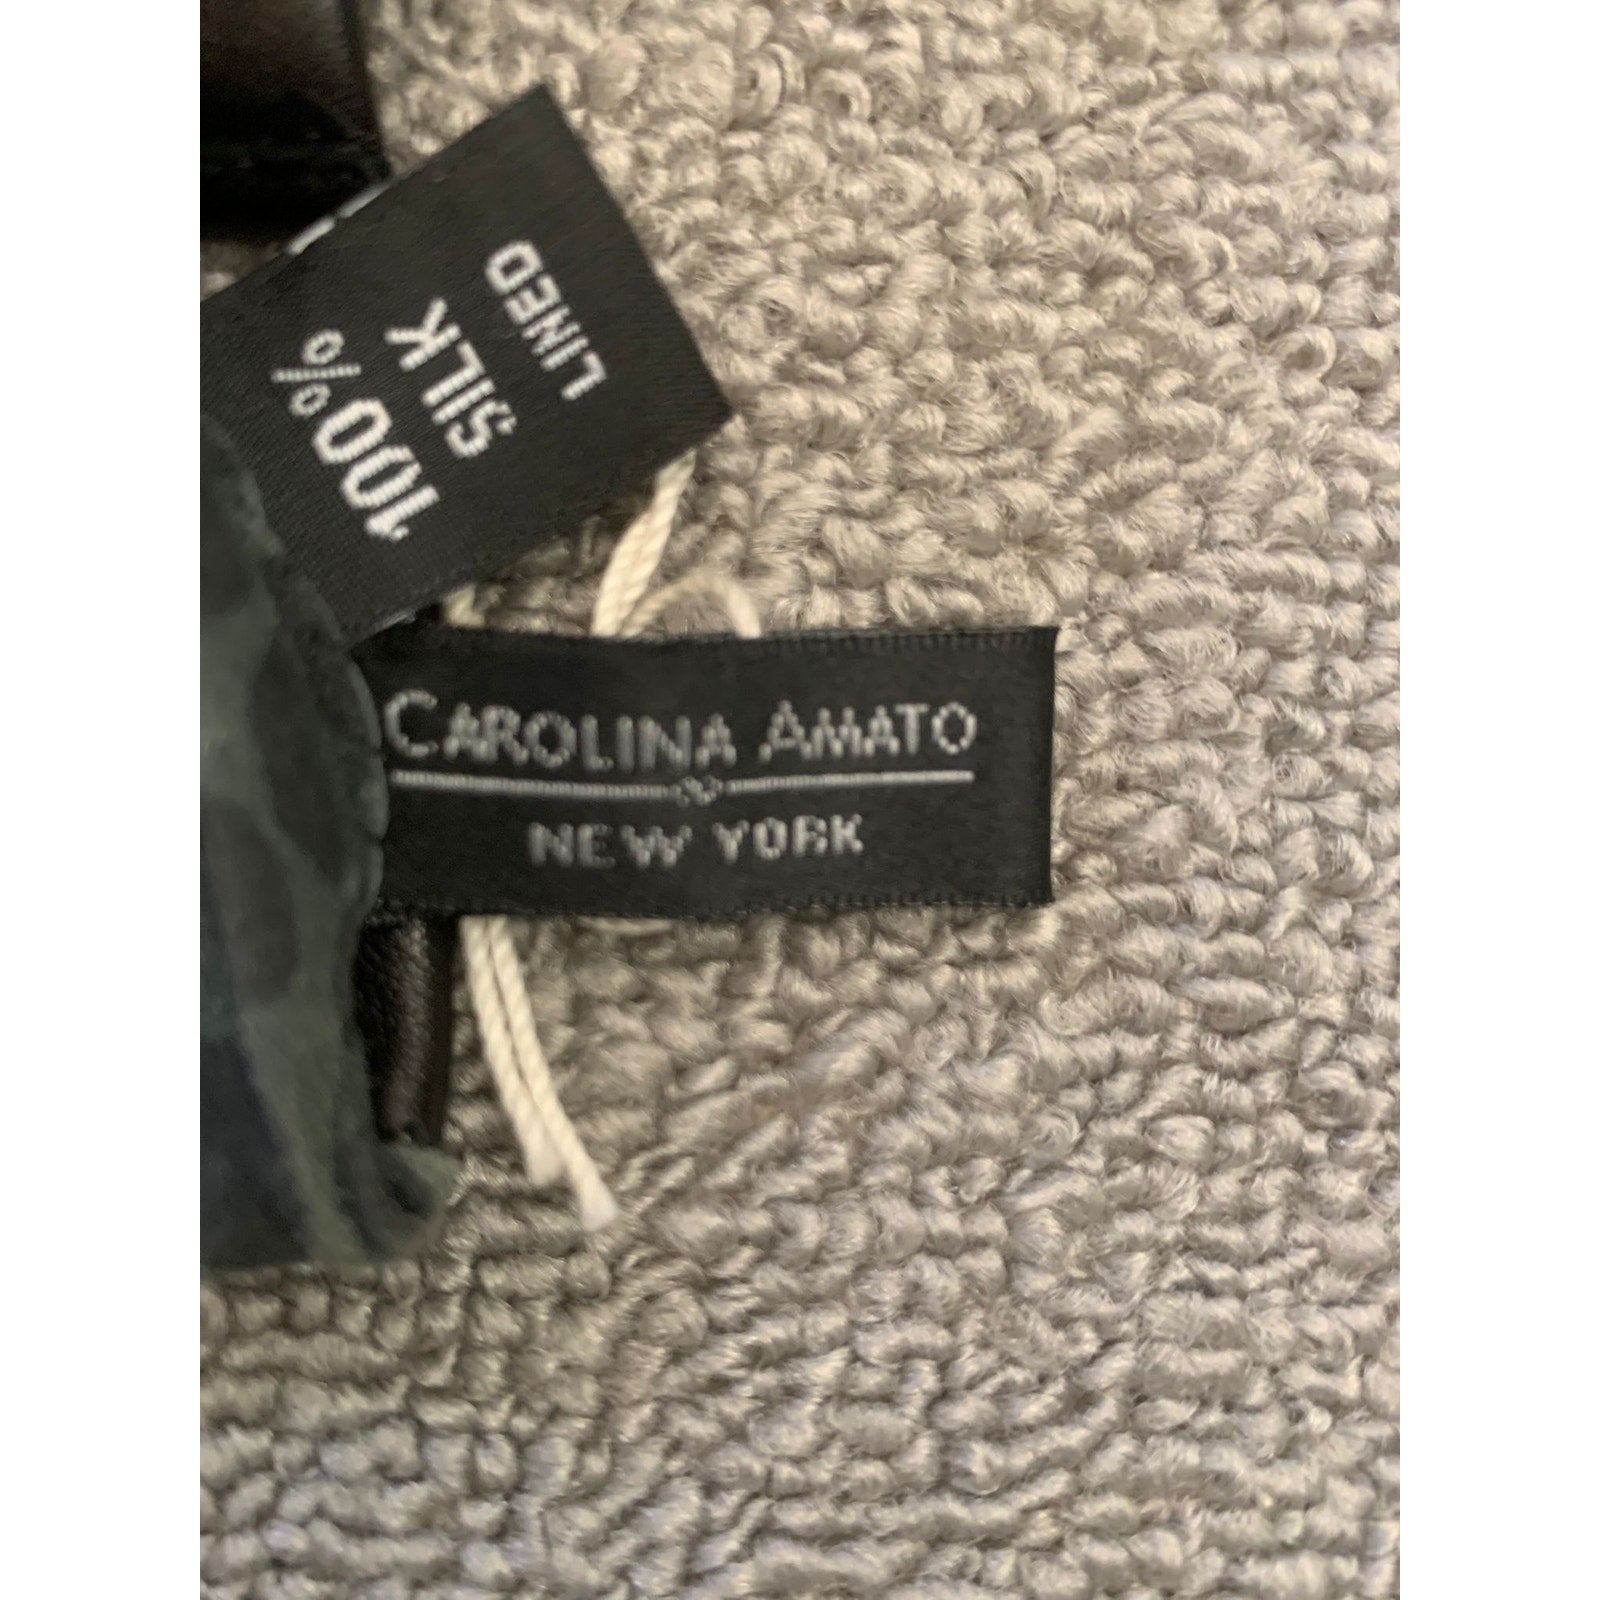 100%
SILK
LINED
CAROLINA AMATO
NEW YORK